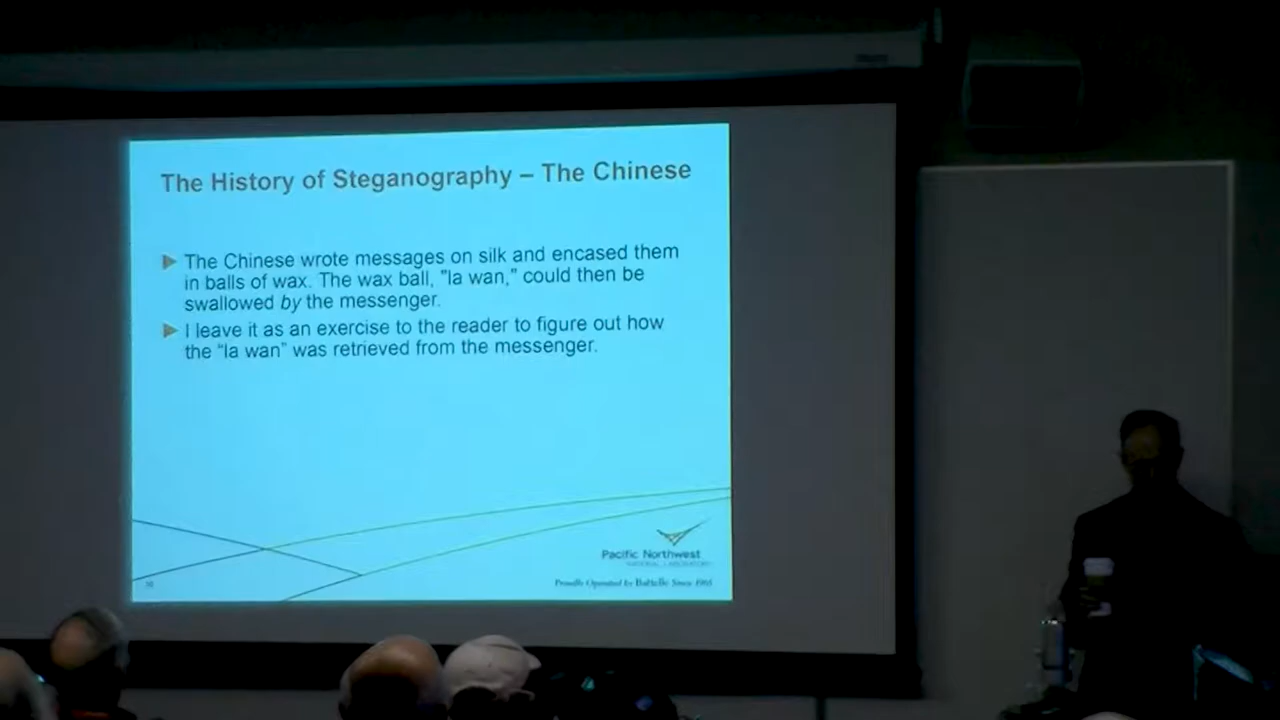 The History of Steganography – The Chinese
The Chinese wrote messages on silk and encased them
in balls of wax. The wax ball, "la wan," could then be
swallowed by the messenger.
I leave it as an exercise to the reader to figure out how
the "la wan" was retrieved from the messenger.
Pacific Northwest
NATIONAL LABORATORY
Proudly Operated by Battelle Since 1965